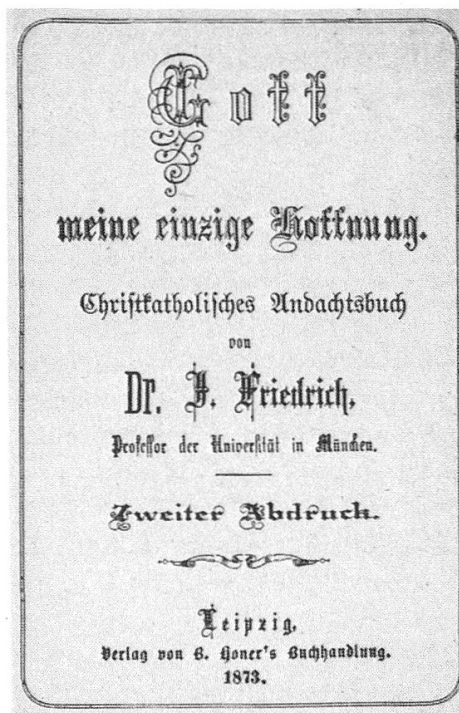 Gott
meine einzige Hoffnung.
Christkatholisches Andachtsbuch
von
Dr. J. Friedrich,
Professor der Universität in München.
Zweiter Abdruck.
Leipzig.
Verlag von B. Honer's Buchhandlung.
1873.